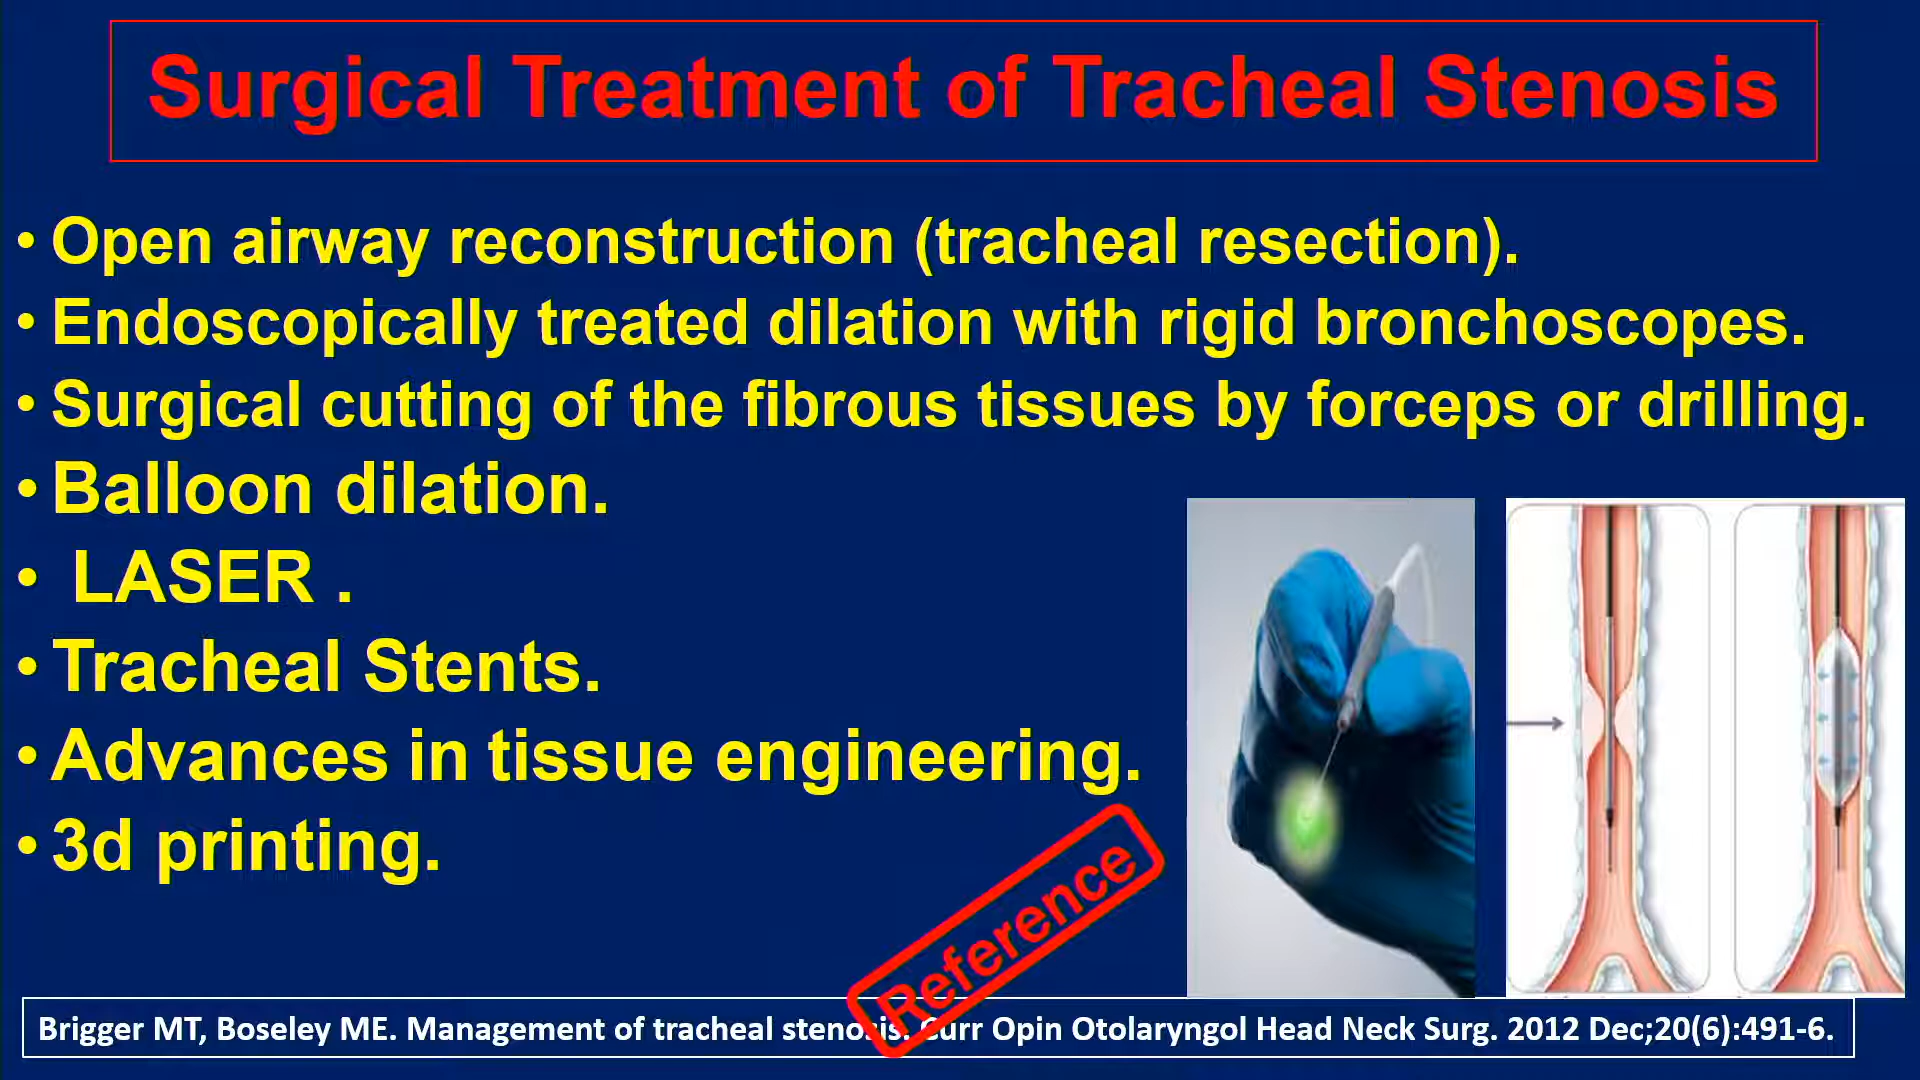 Surgical Treatment of Tracheal Stenosis
• Open airway reconstruction (tracheal resection).
• Endoscopically treated dilation with rigid bronchoscopes.
• Surgical cutting of the fibrous tissues by forceps or drilling.
• Balloon dilation.
• LASER .
• Tracheal Stents.
• Advances in tissue engineering.
• 3d printing.
Reference
Brigger MT, Boseley ME. Management of tracheal stenosis. Curr Opin Otolaryngol Head Neck Surg. 2012 Dec;20(6):491-6.